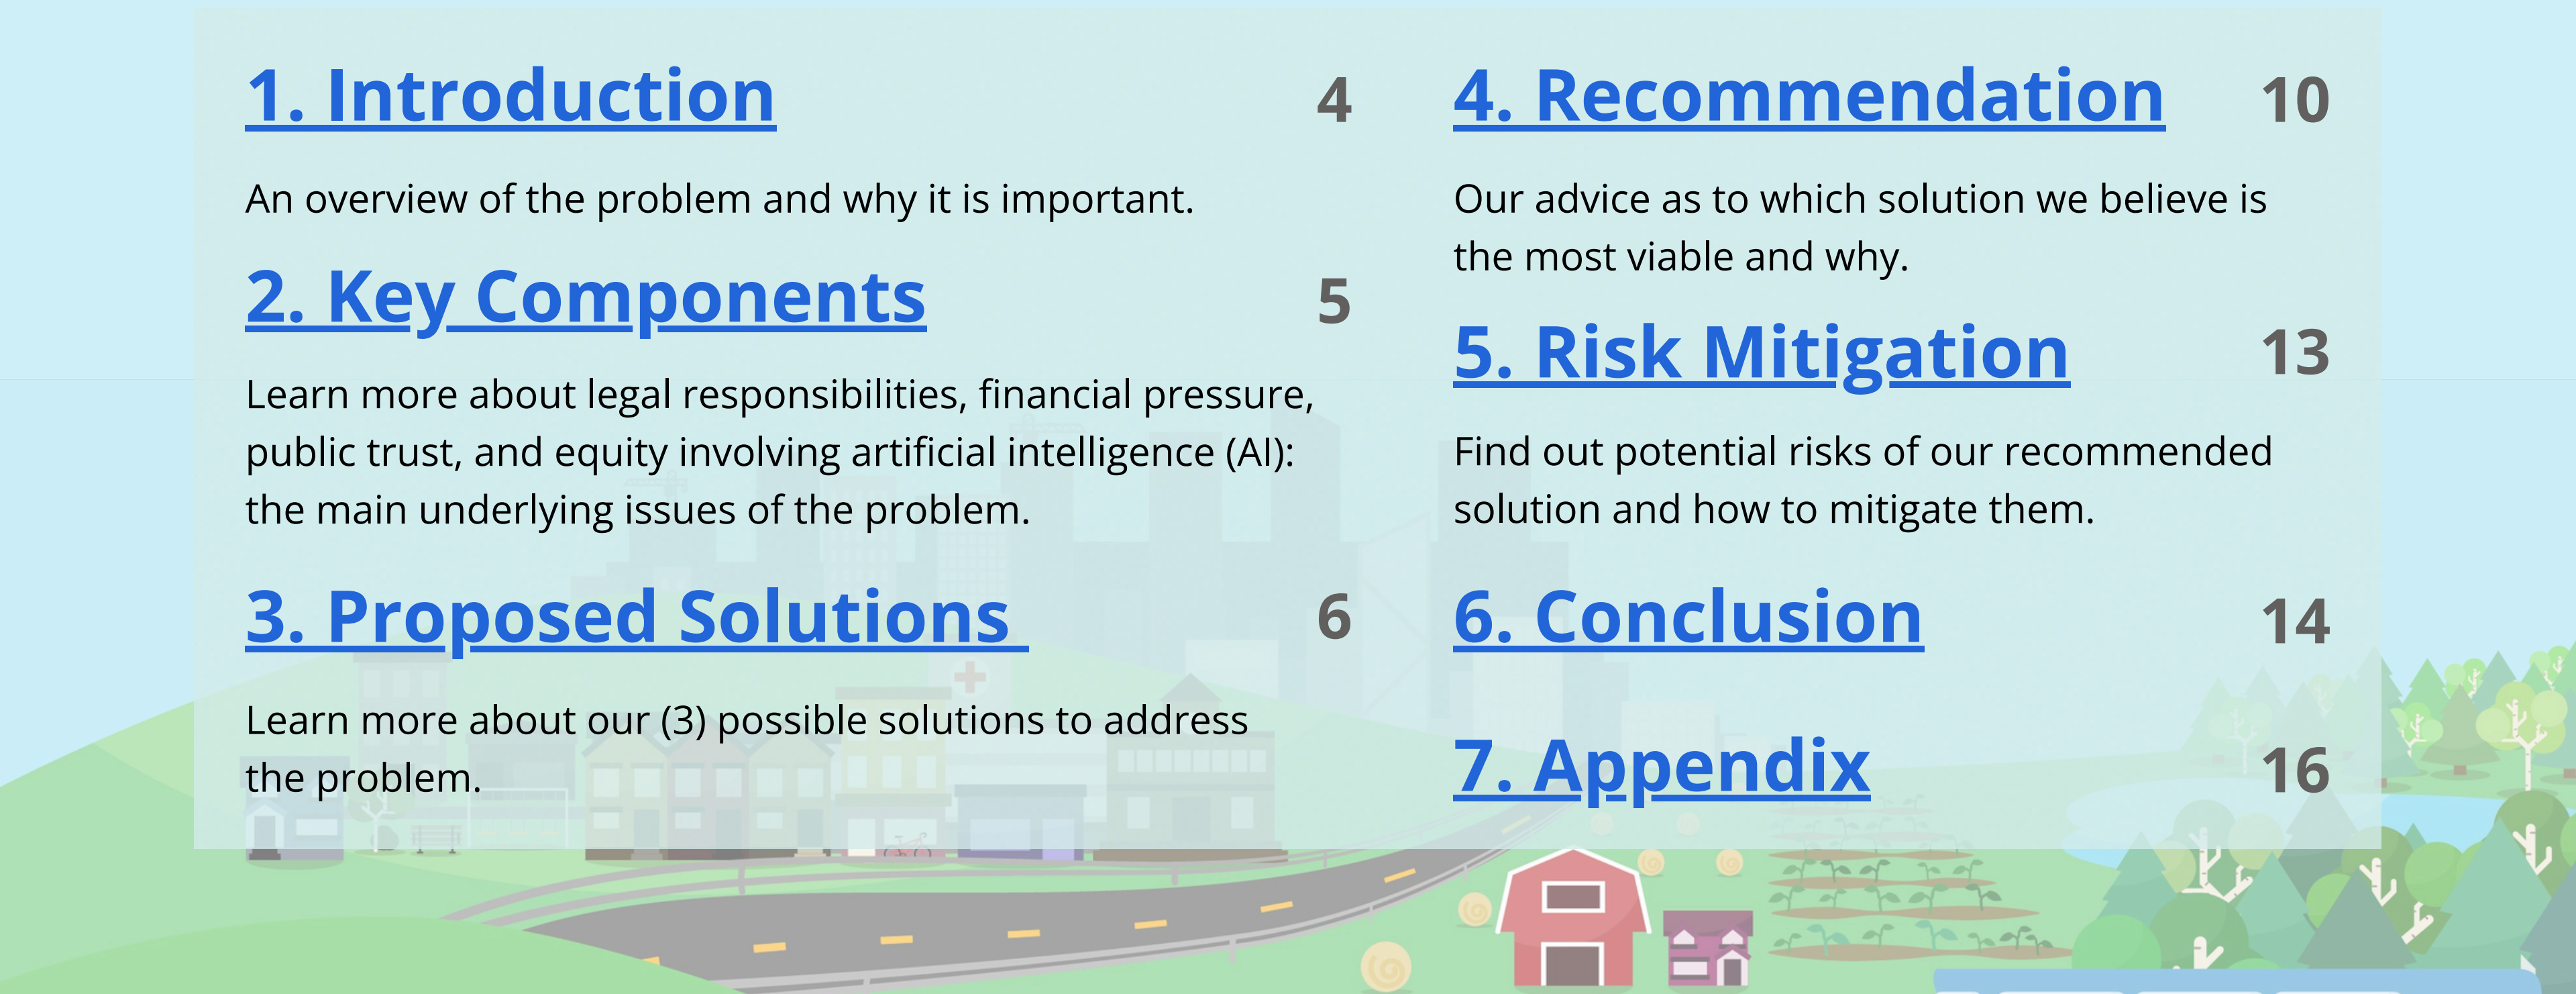 1. Introduction 4
An overview of the problem and why it is important.
2. Key Components 5
Learn more about legal responsibilities, financial pressure,
public trust, and equity involving artificial intelligence (AI):
the main underlying issues of the problem.
3. Proposed Solutions 6
Learn more about our (3) possible solutions to address
the problem.
4. Recommendation 10
Our advice as to which solution we believe is
the most viable and why.
5. Risk Mitigation 13
Find out potential risks of our recommended
solution and how to mitigate them.
6. Conclusion 14
7. Appendix 16